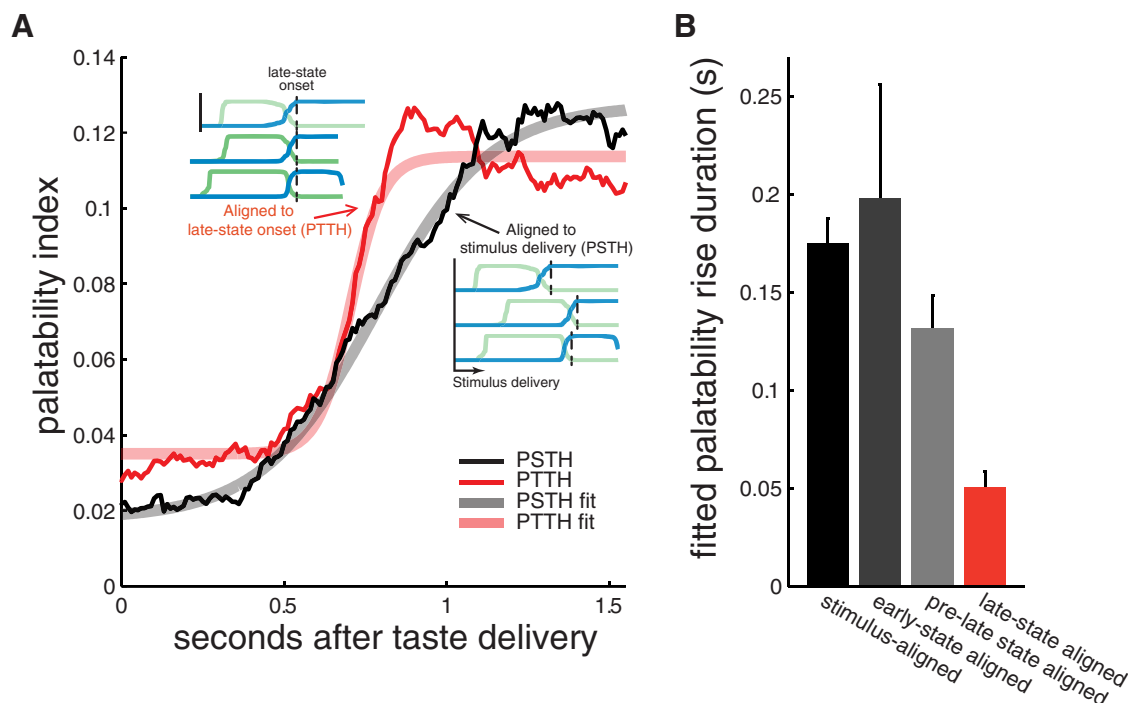 A
B
0.14
0.12
0.1
0.08
0.06
0.04
0.02
0
palatability index
late-state
onset
Aligned to
late-state onset (PTTH)
Aligned to
stimulus delivery (PSTH)
Stimulus delivery
PSTH
PTTH
PSTH fit
PTTH fit
0
0.5
1
1.5
seconds after taste delivery
fitted palatability rise duration (s)
0.25
0.2
0.15
0.1
0.05
0
stimulus-aligned
early-state aligned
pre-late state aligned
late-state aligned